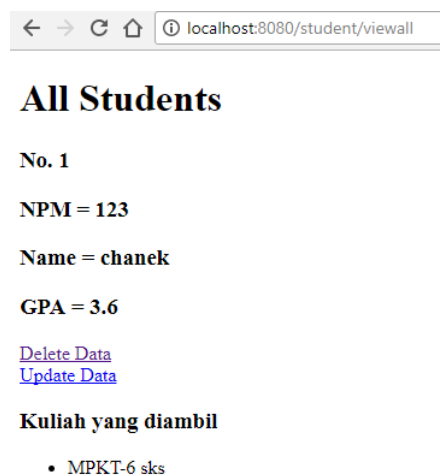 localhost:8080/student/viewall
All Students
No. 1
NPM = 123
Name = chanek
GPA = 3.6
Delete Data
Update Data
Kuliah yang diambil
• MPKT-6 sks